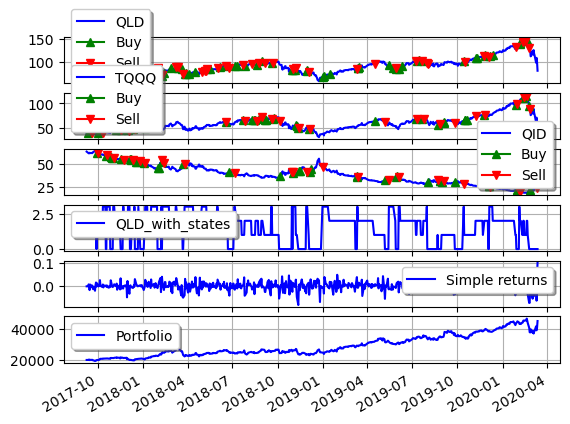 QLD
Buy
Sell
150
100
TQQQ
Buy
Sell
100
50
QID
Buy
Sell
50
25
QLD_with_states
2.5
0.0
Simple returns
0.1
0.0
Portfolio
40000
20000
2017-10
2018-01
2018-04
2018-07
2018-10
2019-01
2019-04
2019-07
2019-10
2020-01
2020-04